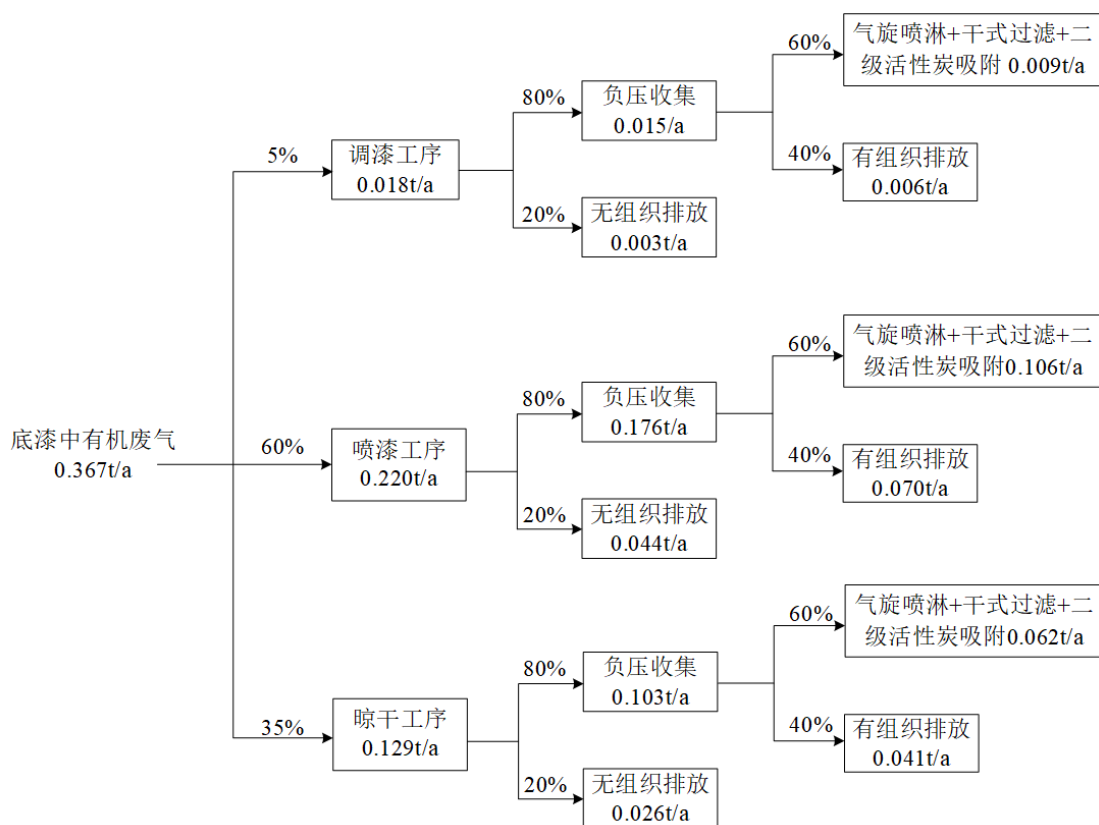 底漆中有机废气
0.367t/a
5%
调漆工序
0.018t/a
80%
负压收集
0.015/a
60%
气旋喷淋+干式过滤+二
级活性炭吸附 0.009t/a
40%
有组织排放
0.006t/a
20%
无组织排放
0.003t/a
60%
喷漆工序
0.220t/a
80%
负压收集
0.176t/a
60%
气旋喷淋+干式过滤+二
级活性炭吸附0.106t/a
40%
有组织排放
0.070t/a
20%
无组织排放
0.044t/a
35%
晾干工序
0.129t/a
80%
负压收集
0.103t/a
60%
气旋喷淋+干式过滤+二
级活性炭吸附0.062t/a
40%
有组织排放
0.041t/a
20%
无组织排放
0.026t/a